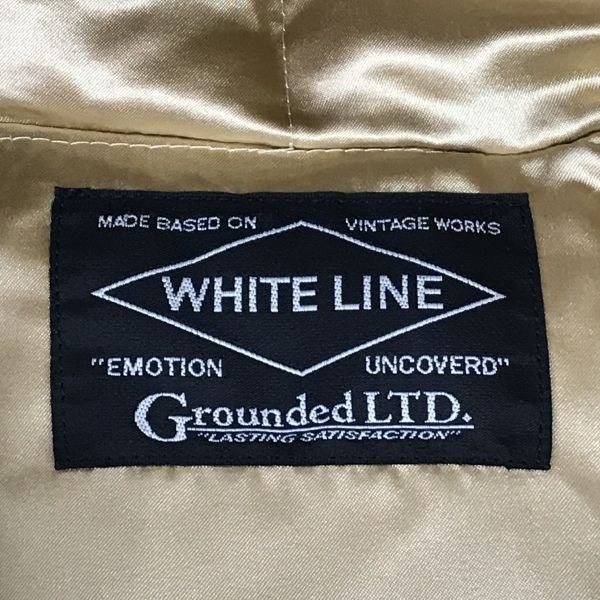 MADE BASED ON VINTAGE WORKS
WHITE LINE
"EMOTION UNCOVERD"
Grounded LTD.
"LASTING SATISFACTION"